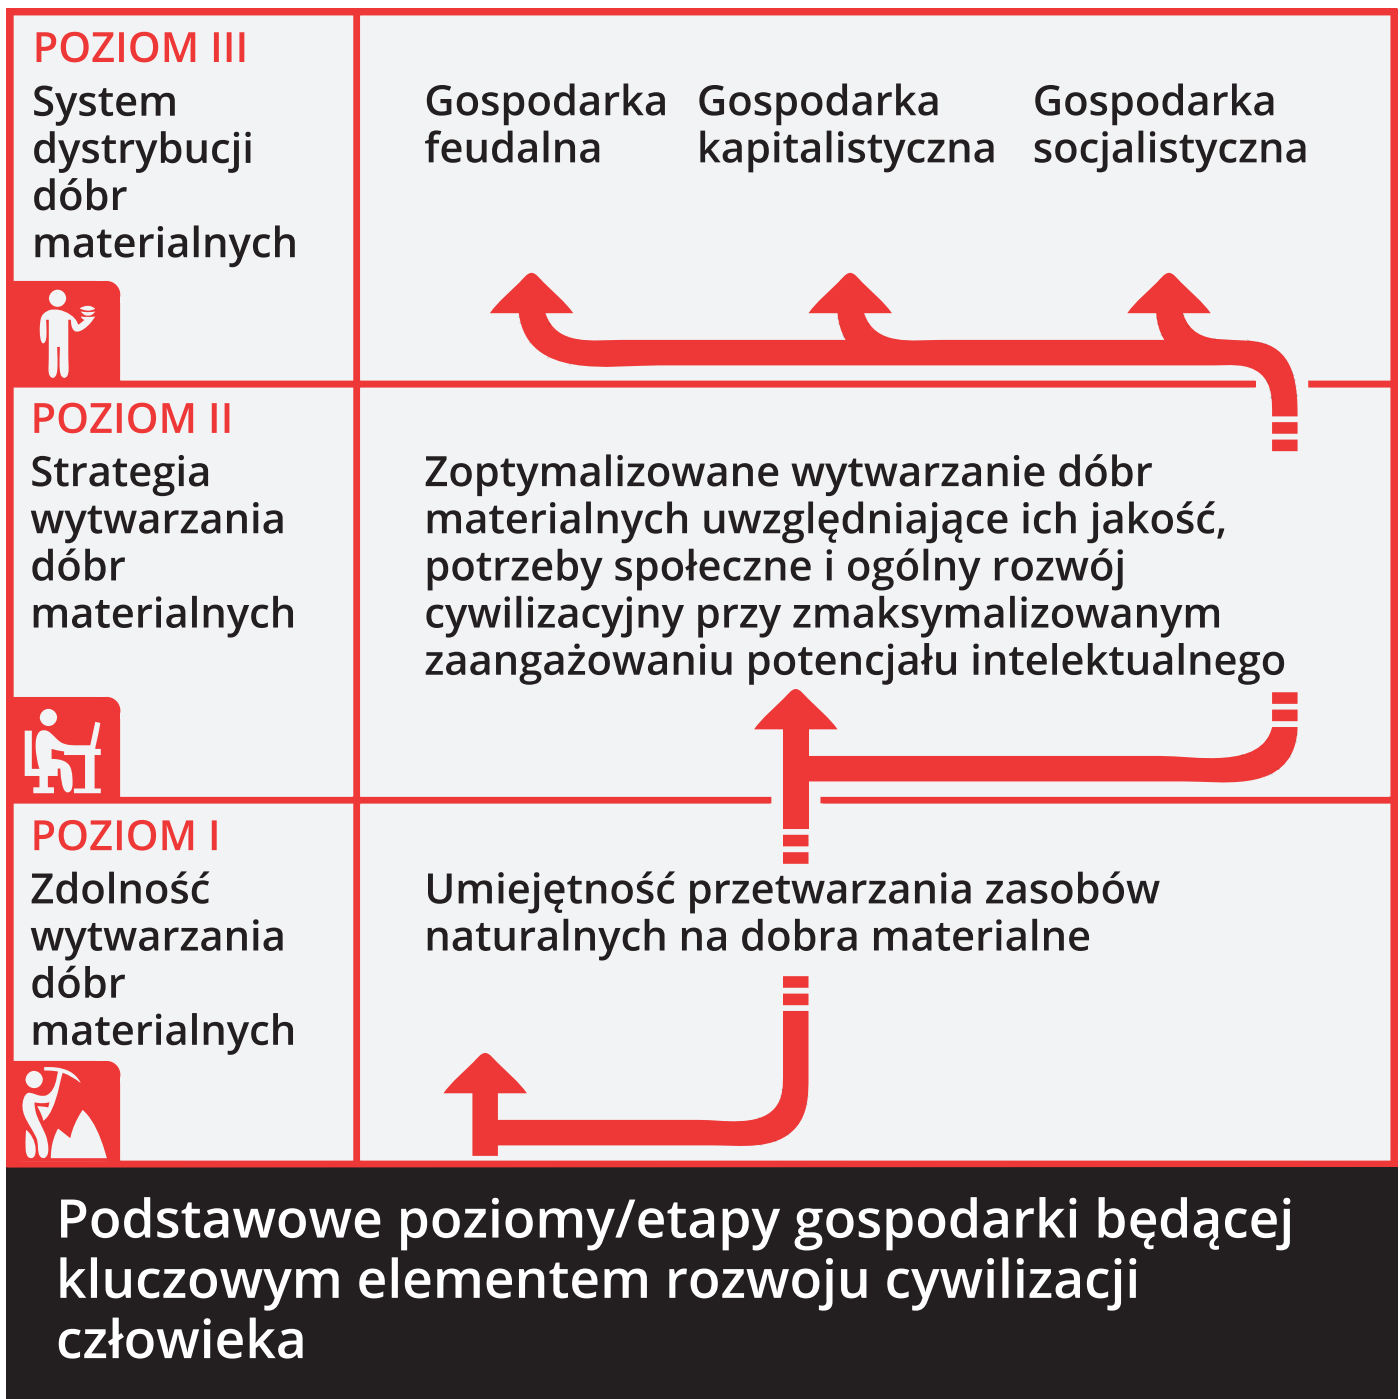 POZIOM III
System
dystrybucji
dóbr
materialnych
Gospodarka
feudalna
Gospodarka
kapitalistyczna
Gospodarka
socjalistyczna
POZIOM II
Strategia
wytwarzania
dóbr
materialnych
Zoptymalizowane wytwarzanie dóbr
materialnych uwzględniające ich jakość,
potrzeby społeczne i ogólny rozwój
cywilizacyjny przy zmaksymalizowanym
zaangażowaniu potencjału intelektualnego
POZIOM I
Zdolność
wytwarzania
dóbr
materialnych
Umiejętność przetwarzania zasobów
naturalnych na dobra materialne
Podstawowe poziomy/etapy gospodarki będącej
kluczowym elementem rozwoju cywilizacji
człowieka